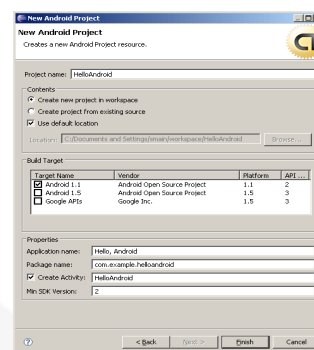 New Android Project
New Android Project
Creates a new Android Project resource.
Project name: HelloAndroid
Contents
Create new project in workspace
Create project from existing source
Use default location
Location: C:/Documents and Settings/smain/workspace/HelloAndroid Browse...
Build Target
Target Name Vendor Platform API ...
Android 1.1 Android Open Source Project 1.1 2
Android 1.5 Android Open Source Project 1.5 3
Google APIs Google Inc. 1.5 3
Properties
Application name: Hello, Android
Package name: com.example.helloandroid
Create Activity: HelloAndroid
Min SDK Version: 2
? < Back Next > Finish Cancel